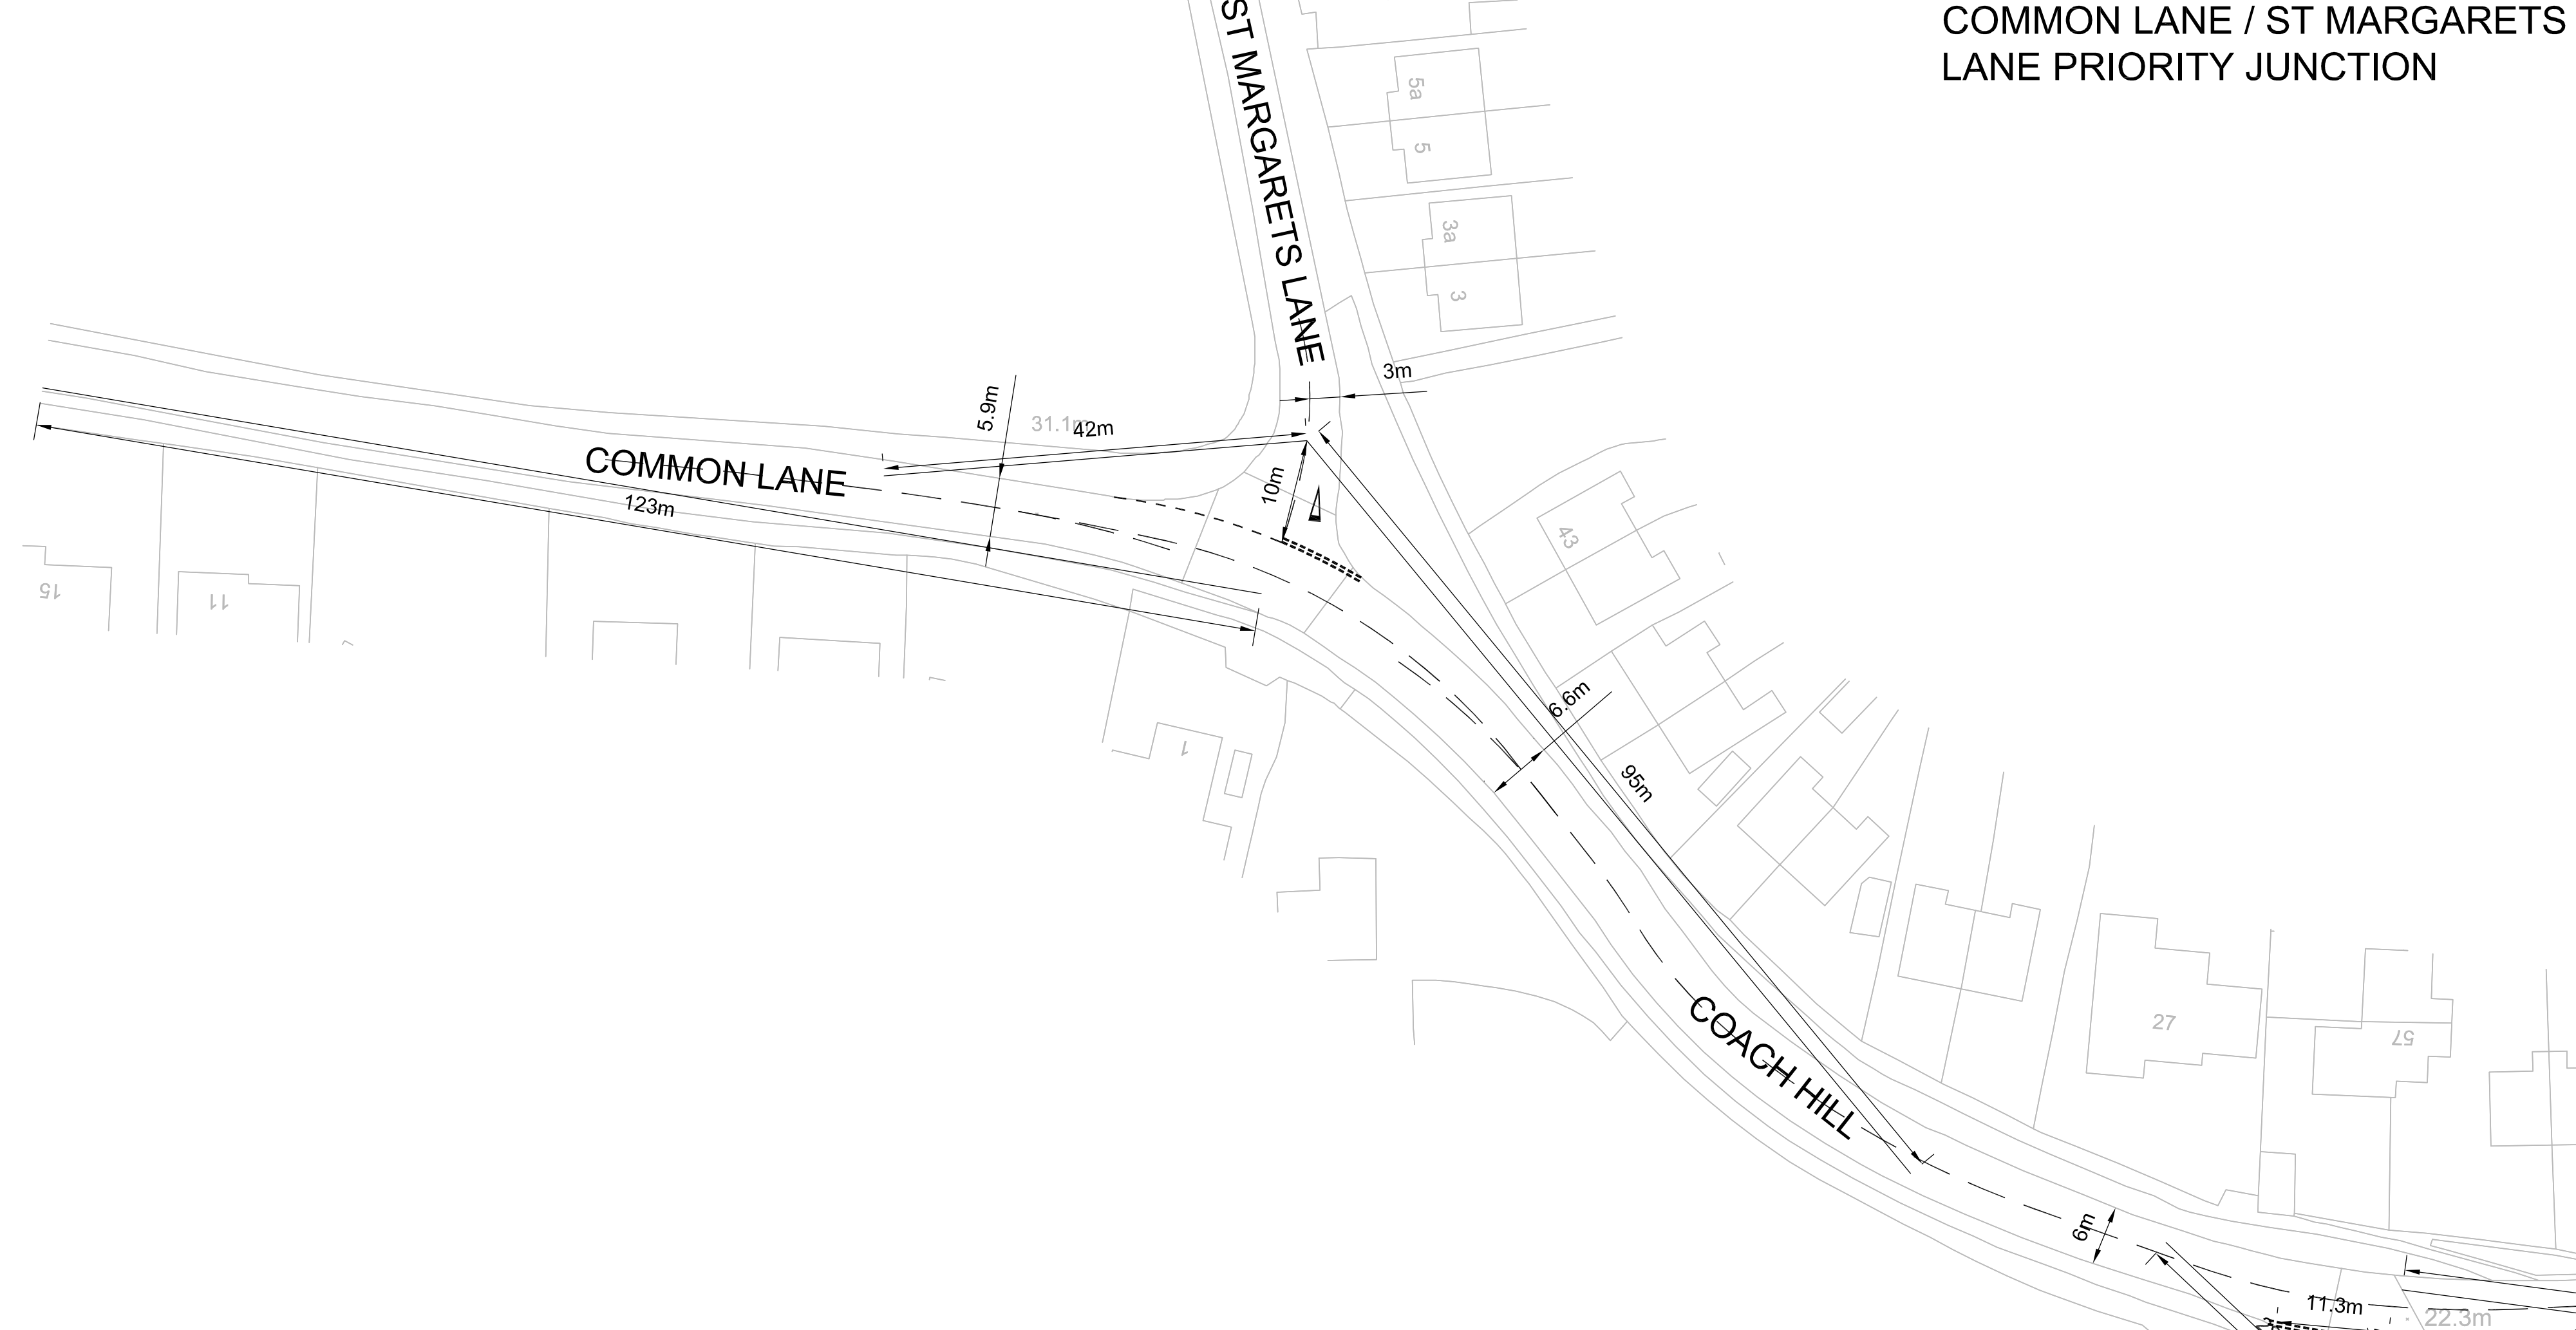 COMMON LANE / ST MARGARETS
LANE PRIORITY JUNCTION
ST MARGARETS LANE
5a
5
3a
3
3m
5.9m
31.1m
42m
COMMON LANE
123m
10m
43
15
11
1
6.6m
95m
COACH HILL
27
57
6m
11.3m
22.3m